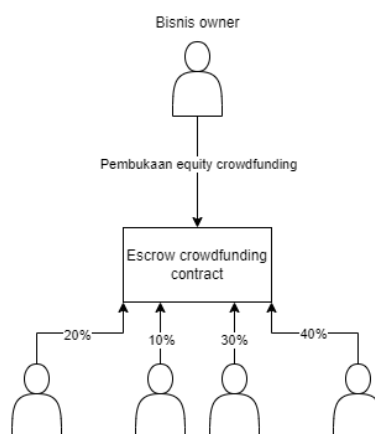 Bisnis owner
Pembukaan equity crowdfunding
Escrow crowdfunding
contract
20%
10%
30%
40%